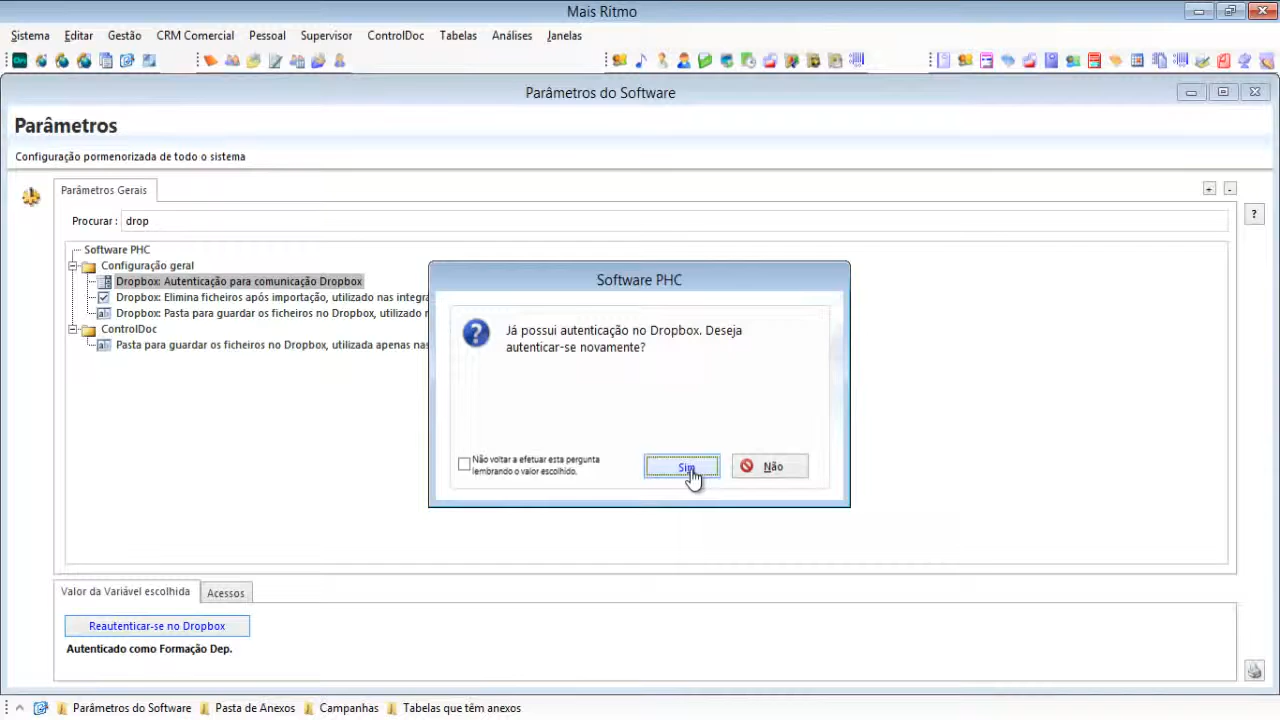 Mais Ritmo
Sistema Editar Gestão CRM Comercial Pessoal Supervisor ControlDoc Tabelas Análises Janelas
Parâmetros do Software
Parâmetros
Configuração pormenorizada de todo o sistema
Parâmetros Gerais
+ -
Procurar : drop
?
Software PHC
Configuração geral
Dropbox: Autenticação para comunicação Dropbox
Dropbox: Elimina ficheiros após importação, utilizado nas integra
Dropbox: Pasta para guardar os ficheiros no Dropbox, utilizado
ControlDoc
Pasta para guardar os ficheiros no Dropbox, utilizada apenas nas
Software PHC
Já possui autenticação no Dropbox. Deseja
autenticar-se novamente?
Não voltar a efetuar esta pergunta
lembrando o valor escolhido.
Sim
Não
Valor da Variável escolhida Acessos
Reautenticar-se no Dropbox
Autenticado como Formação Dep.
Parâmetros do Software Pasta de Anexos Campanhas Tabelas que têm anexos